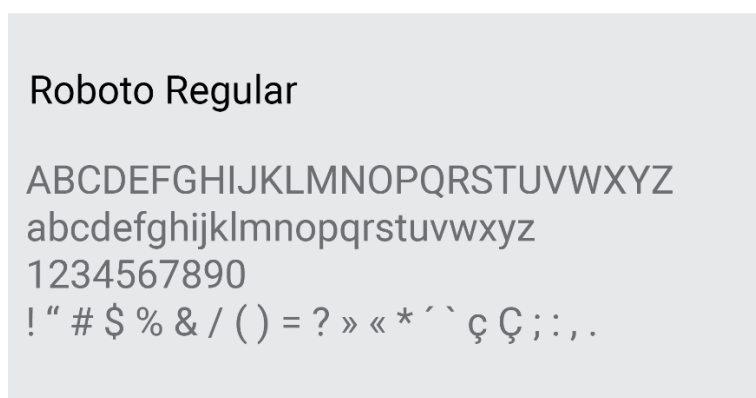 Roboto Regular
ABCDEFGHIJKLMNOPQRSTUVWXYZ
abcdefghijklmnopqrstuvwxyz
1234567890
! “ # $ % & / ( ) = ? » « * ´ ` ç Ç ; : , .